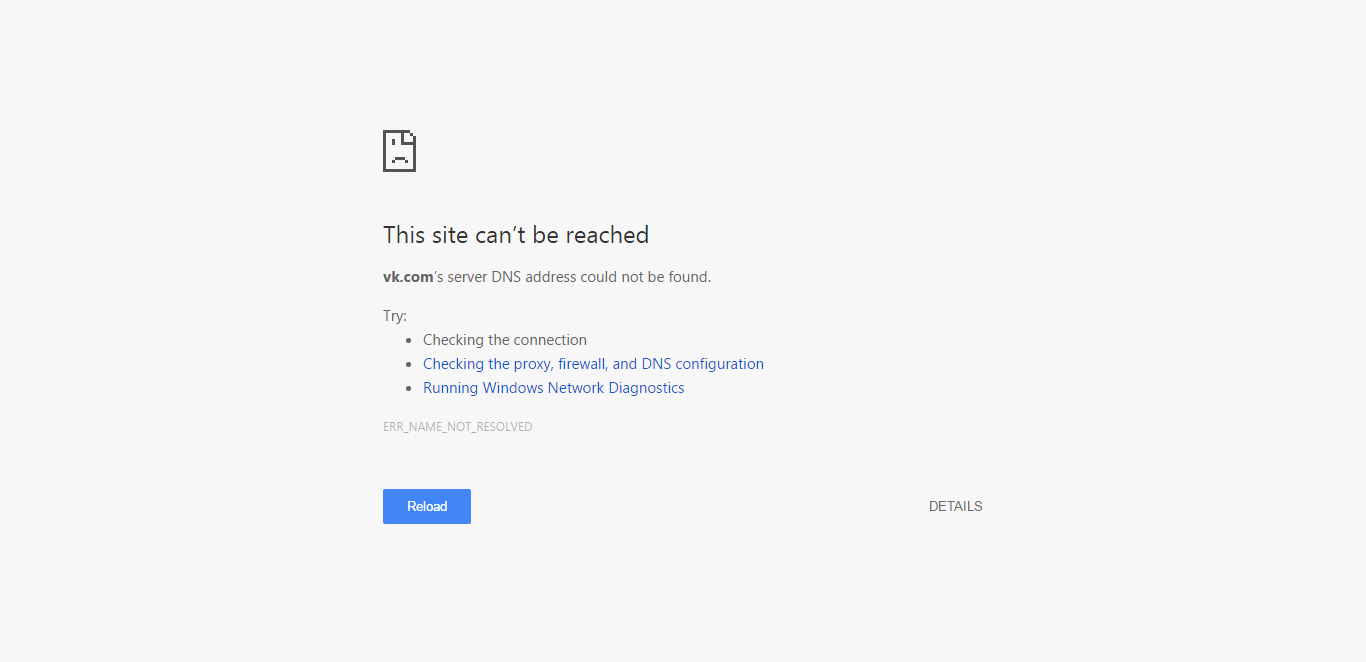 This site can’t be reached
vk.com’s server DNS address could not be found.
Try:
• Checking the connection
• Checking the proxy, firewall, and DNS configuration
• Running Windows Network Diagnostics
ERR_NAME_NOT_RESOLVED
Reload
DETAILS